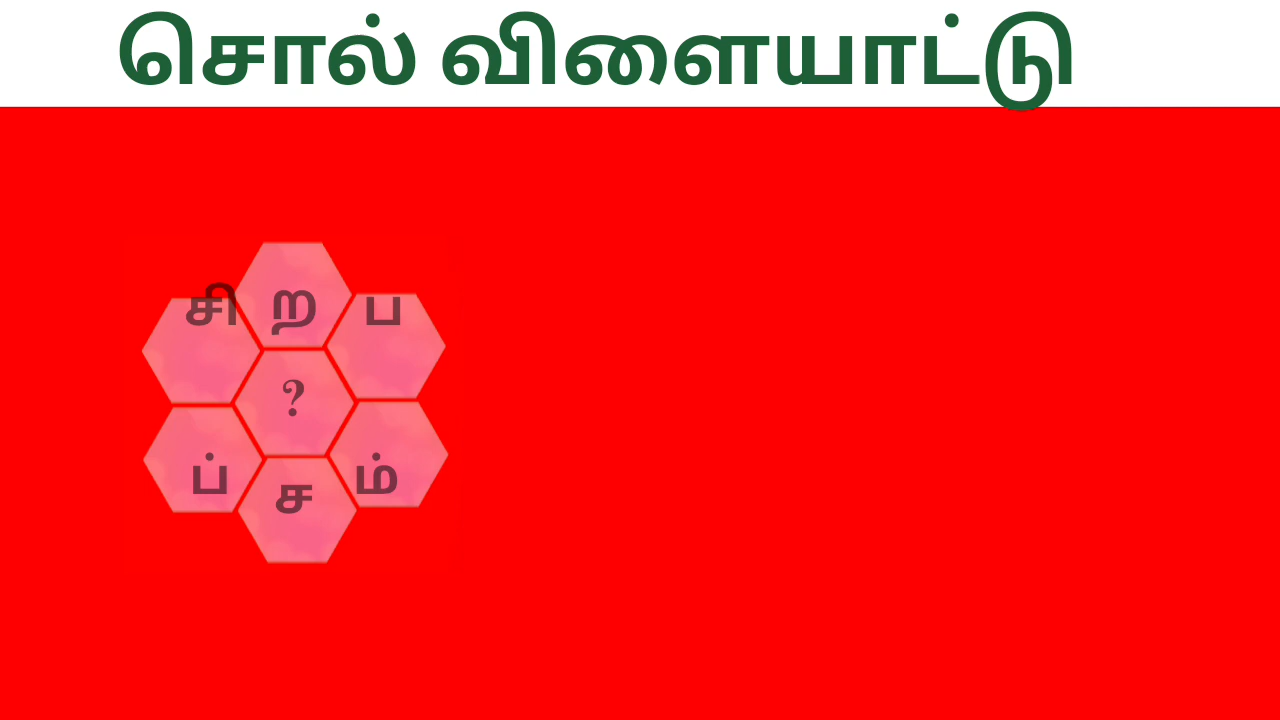 சொல் விளையாட்டு
சி ற ப
?
ப் ச ம்